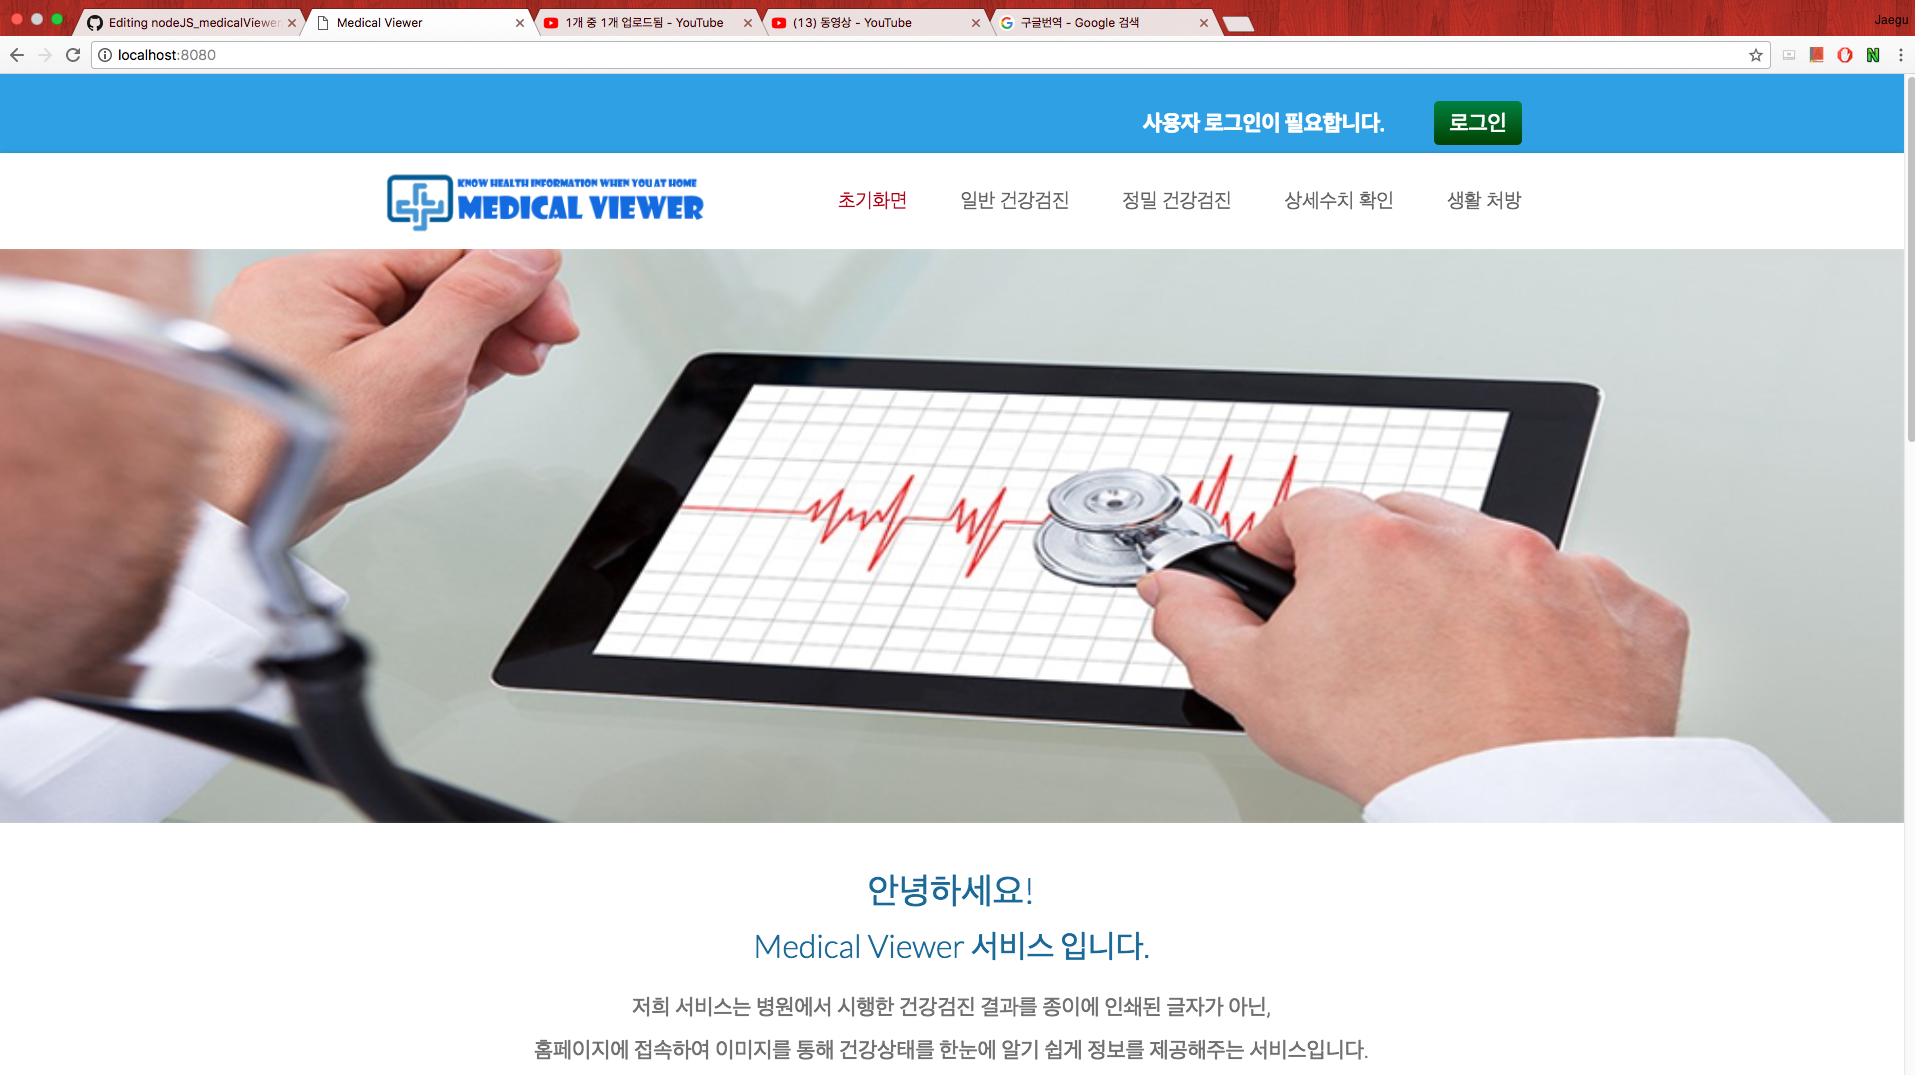 Editing nodeJS_medicalViewer
Medical Viewer
1개 중 1개 업로드됨 - YouTube
(13) 동영상 - YouTube
구글번역 - Google 검색
Jaegu
localhost:8080
사용자 로그인이 필요합니다.
로그인
KNOW HEALTH INFORMATION WHEN YOU AT HOME
MEDICAL VIEWER
초기화면
일반 건강검진
정밀 건강검진
상세수치 확인
생활 처방
안녕하세요!
Medical Viewer 서비스 입니다.
저희 서비스는 병원에서 시행한 건강검진 결과를 종이에 인쇄된 글자가 아닌,
홈페이지에 접속하여 이미지를 통해 건강상태를 한눈에 알기 쉽게 정보를 제공해주는 서비스입니다.